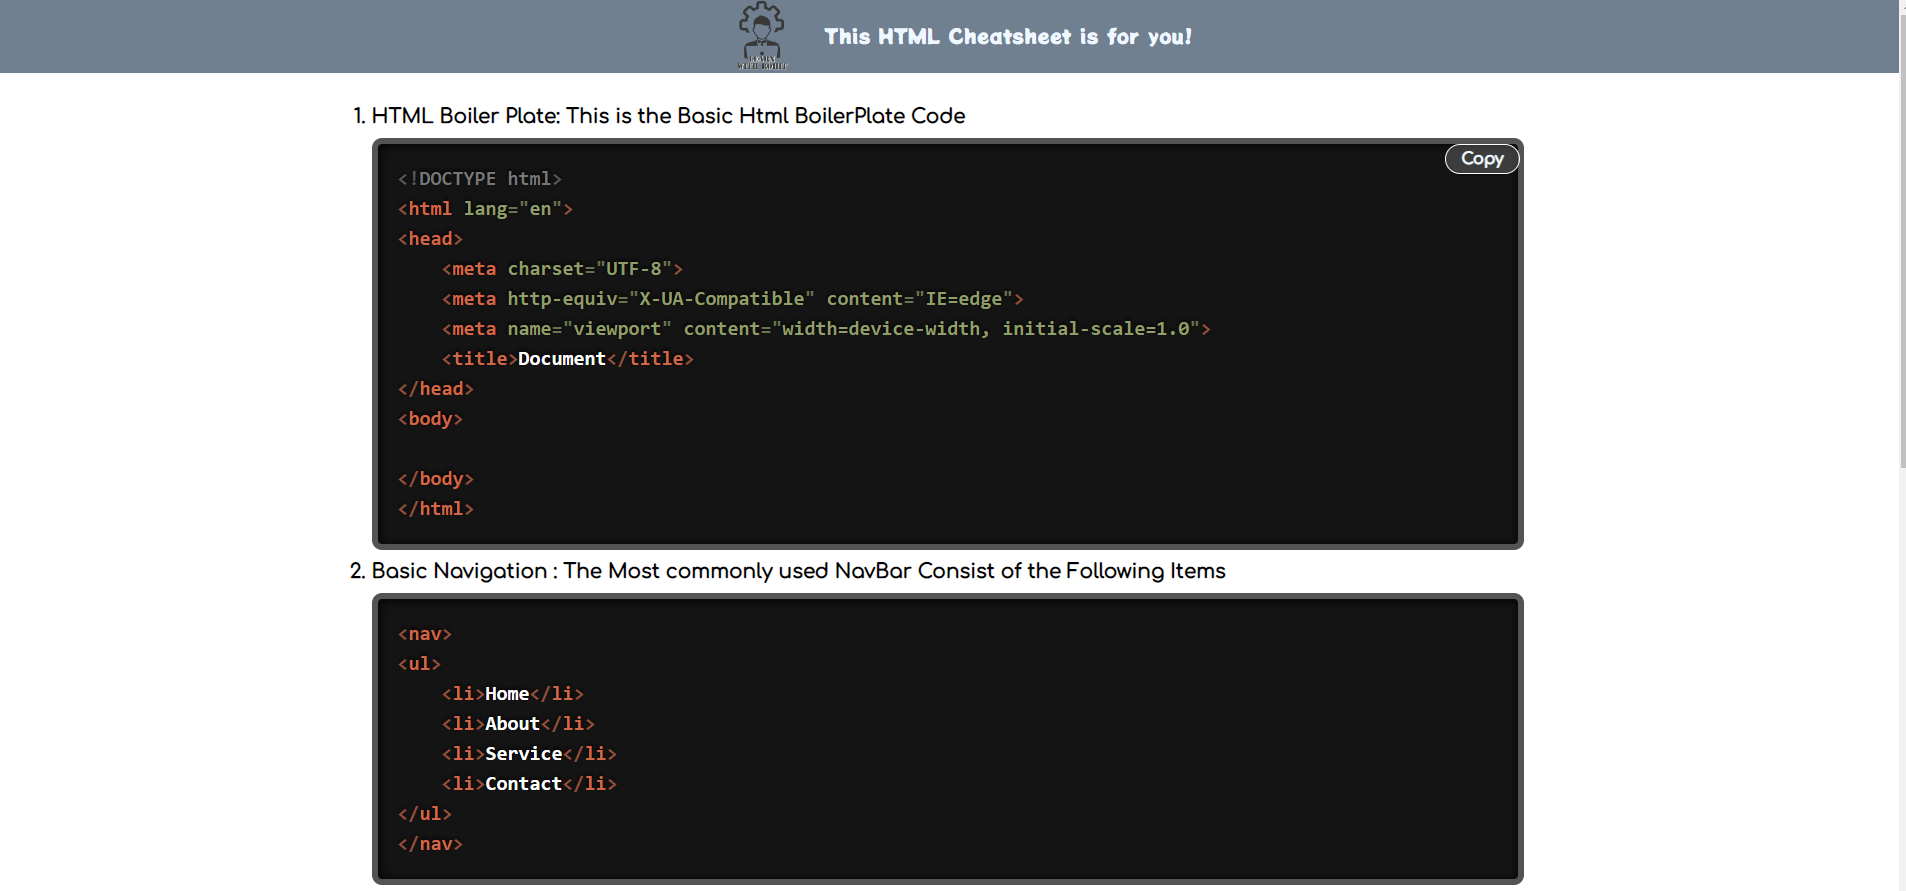 This HTML Cheatsheet is for you!
1. HTML Boiler Plate: This is the Basic Html BoilerPlate Code
Copy
<!DOCTYPE html>
<html lang="en">
<head>
    <meta charset="UTF-8">
    <meta http-equiv="X-UA-Compatible" content="IE=edge">
    <meta name="viewport" content="width=device-width, initial-scale=1.0">
    <title>Document</title>
</head>
<body>

</body>
</html>
2. Basic Navigation : The Most commonly used NavBar Consist of the Following Items
<nav>
<ul>
    <li>Home</li>
    <li>About</li>
    <li>Service</li>
    <li>Contact</li>
</ul>
</nav>